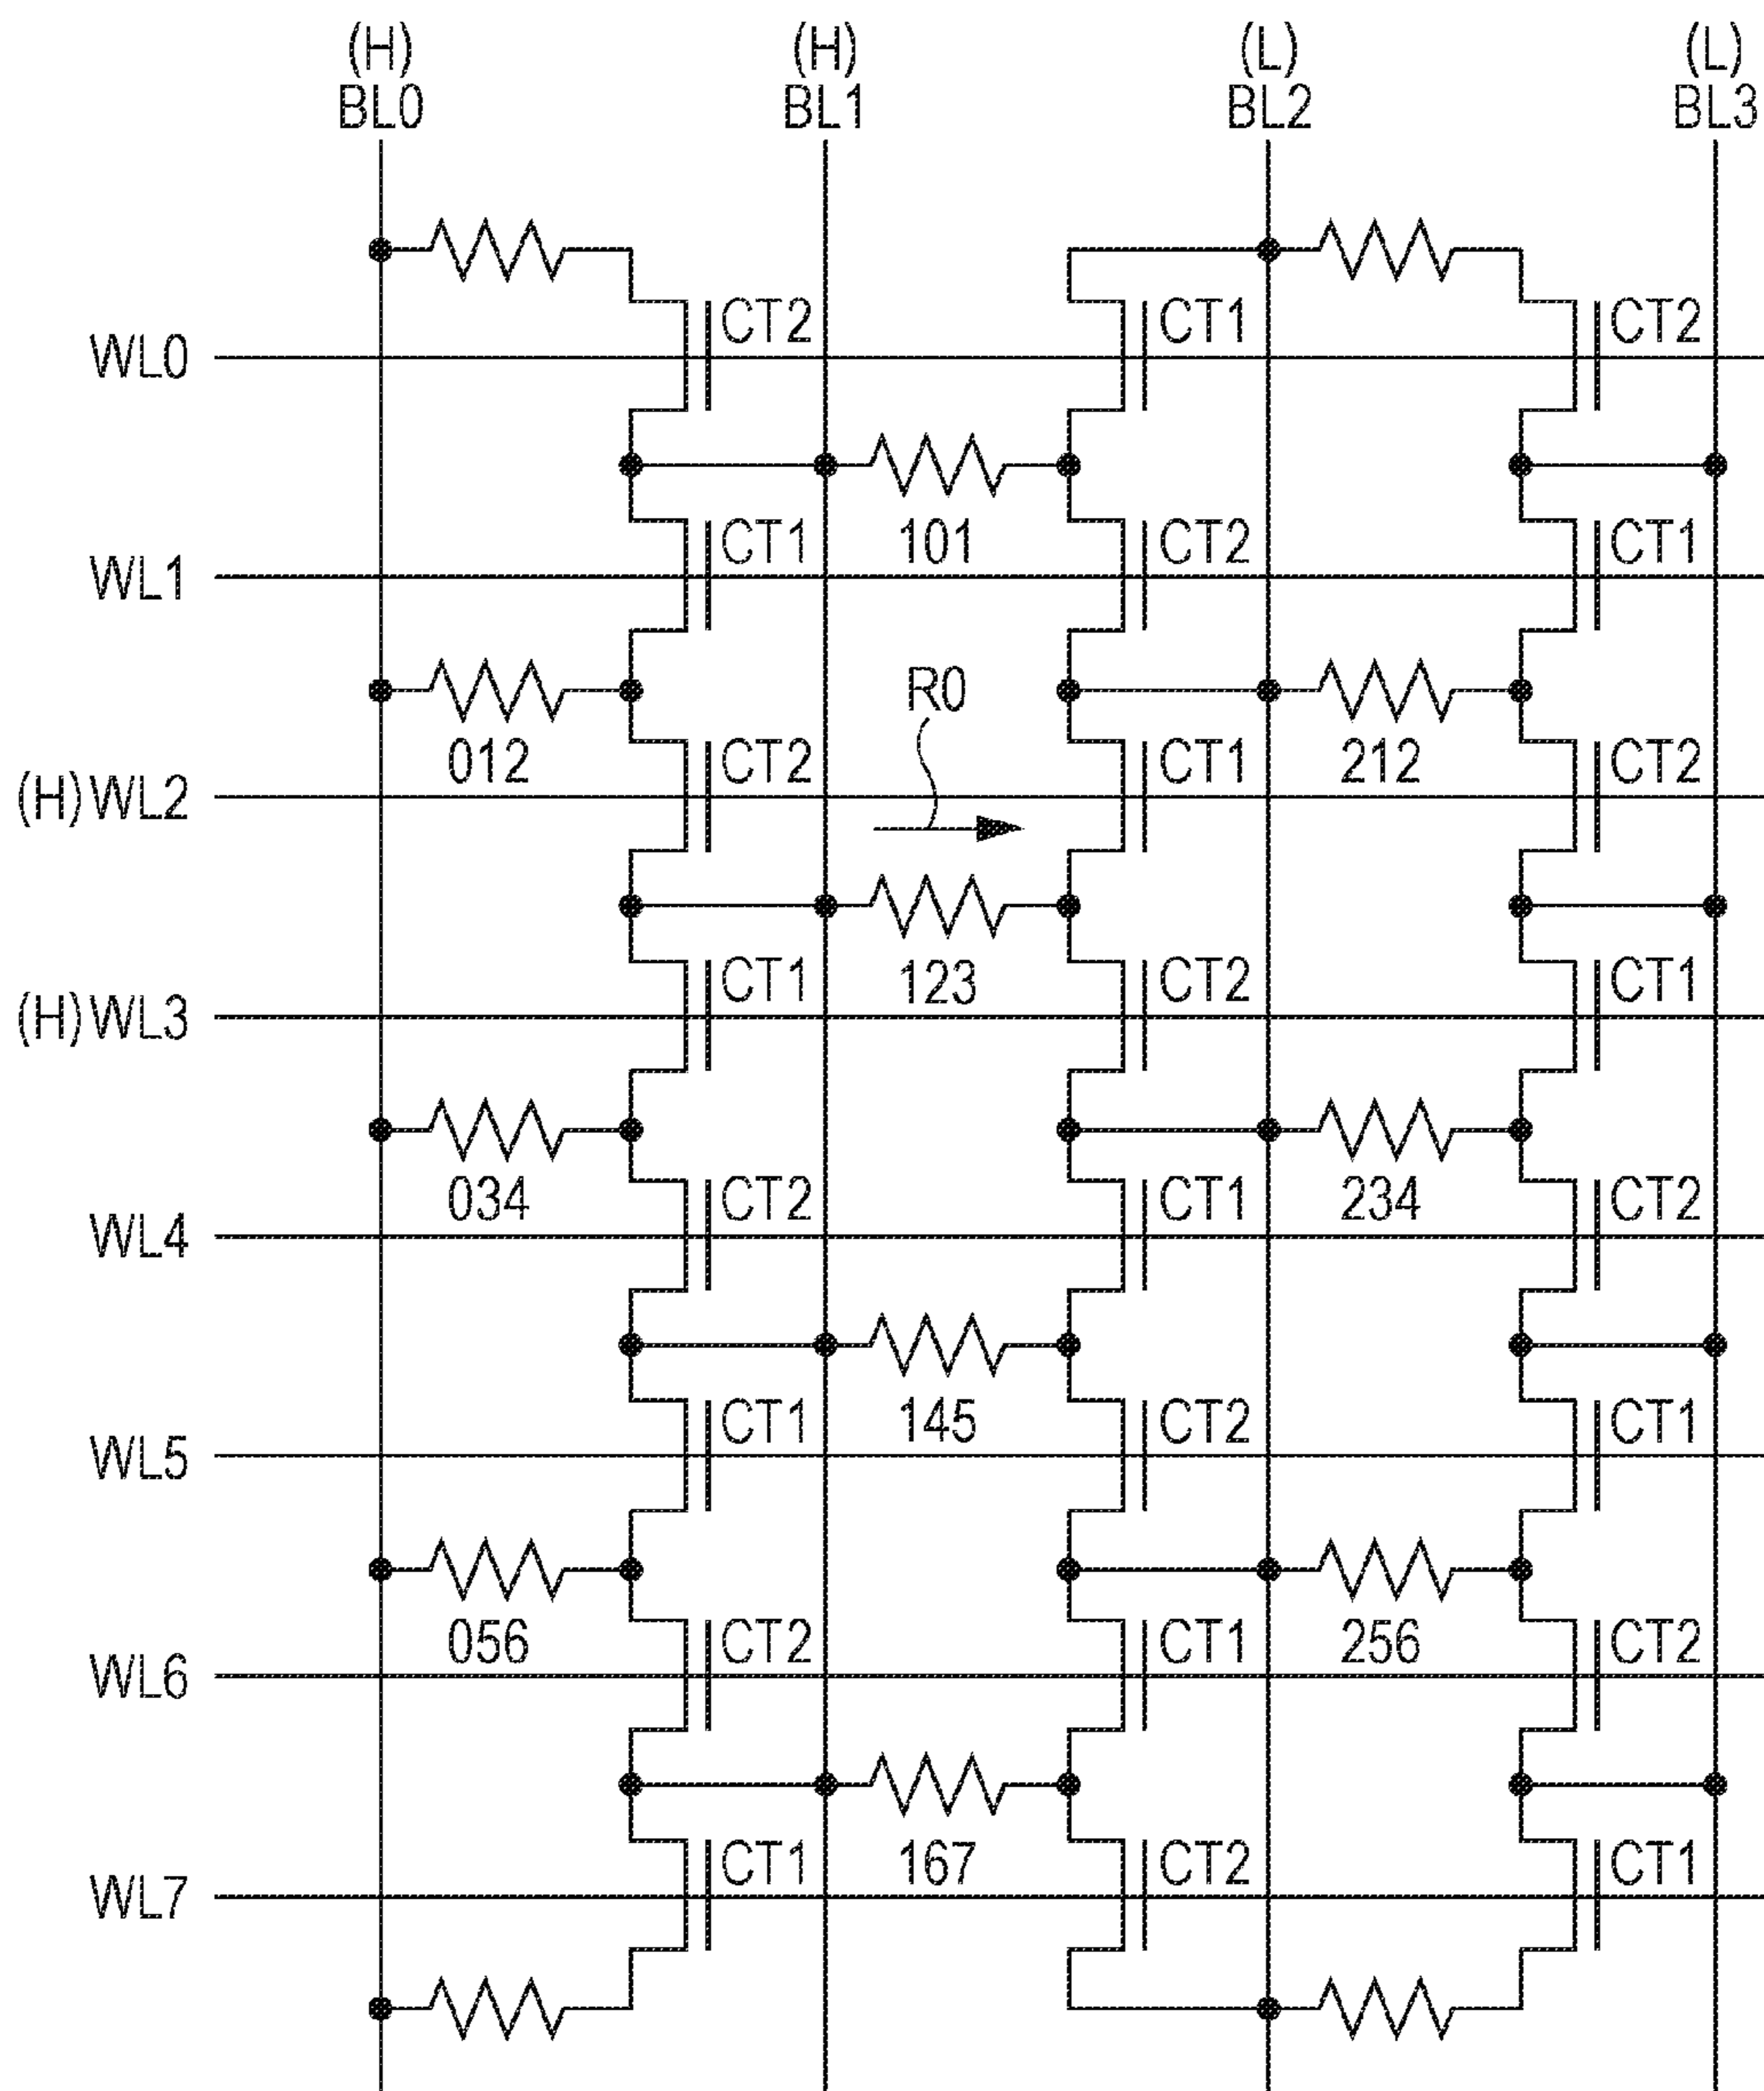 (H) (H) (L) (L)
BL0 BL1 BL2 BL3
CT2 CT1 CT2
WL0
101
CT1 CT2 CT1
WL1
R0
012 CT2 CT1 212 CT2
(H) WL2
CT1 123 CT2 CT1
(H) WL3
034 CT2 CT1 234 CT2
WL4
CT1 145 CT2 CT1
WL5
056 CT2 CT1 256 CT2
WL6
CT1 167 CT2 CT1
WL7